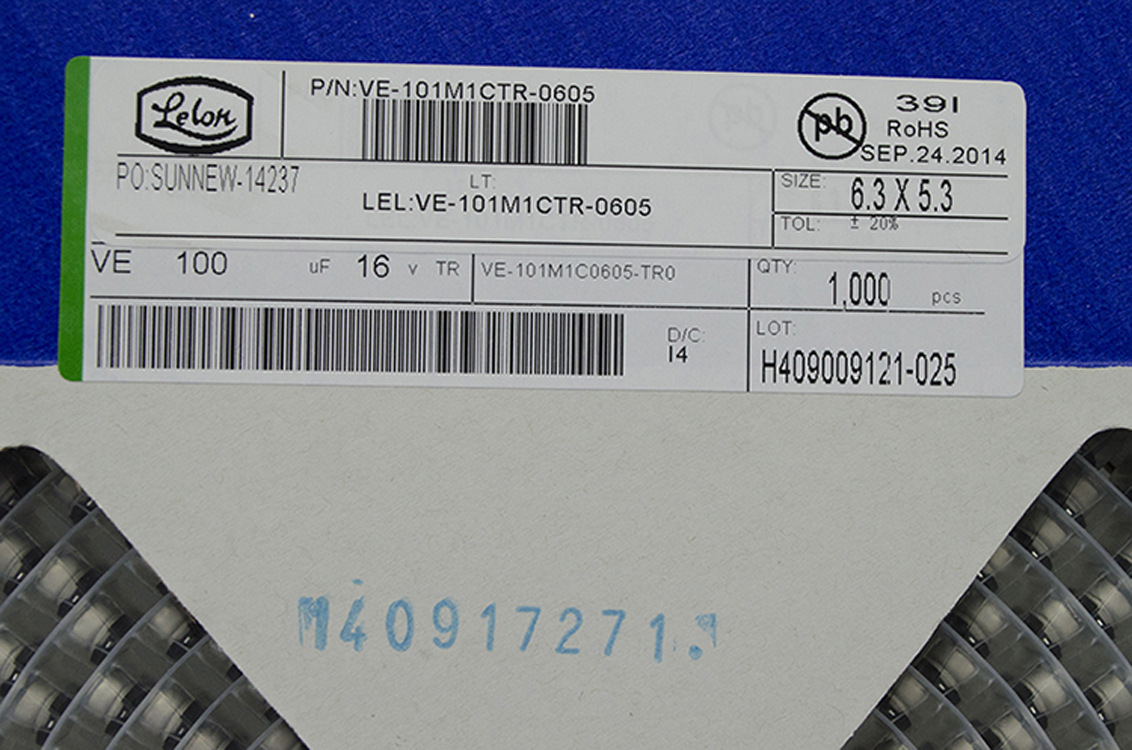 Lelon
P/N:VE-101M1CTR-0605
pb
39I
RoHS
SEP.24.2014
PO:SUNNEW-14237
LT:
LEL:VE-101M1CTR-0605
SIZE: 6.3 X 5.3
TOL: ± 20%
VE 100 uF 16 v TR
VE-101M1C0605-TR0
QTY: 1,000 pcs
D/C:
I4
LOT:
H409009121-025
M40917271